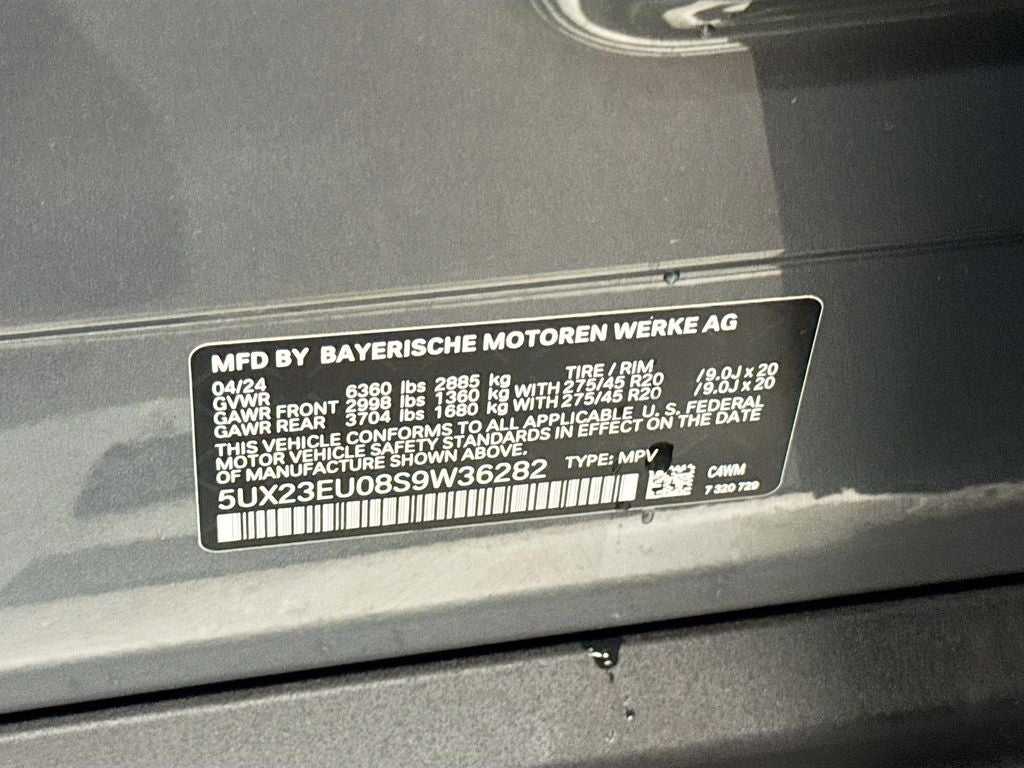 MFD BY BAYERISCHE MOTOREN WERKE AG
04/24 TIRE / RIM
GVWR 6360 lbs 2885 kg
GAWR FRONT 2998 lbs 1360 kg WITH 275/45 R20 /9.0J x 20
GAWR REAR 3704 lbs 1680 kg WITH 275/45 R20 /9.0J x 20
THIS VEHICLE CONFORMS TO ALL APPLICABLE U. S. FEDERAL
MOTOR VEHICLE SAFETY STANDARDS IN EFFECT ON THE DATE
OF MANUFACTURE SHOWN ABOVE.
5UX23EU08S9W36282 TYPE: MPV
C4WM
7 320 729